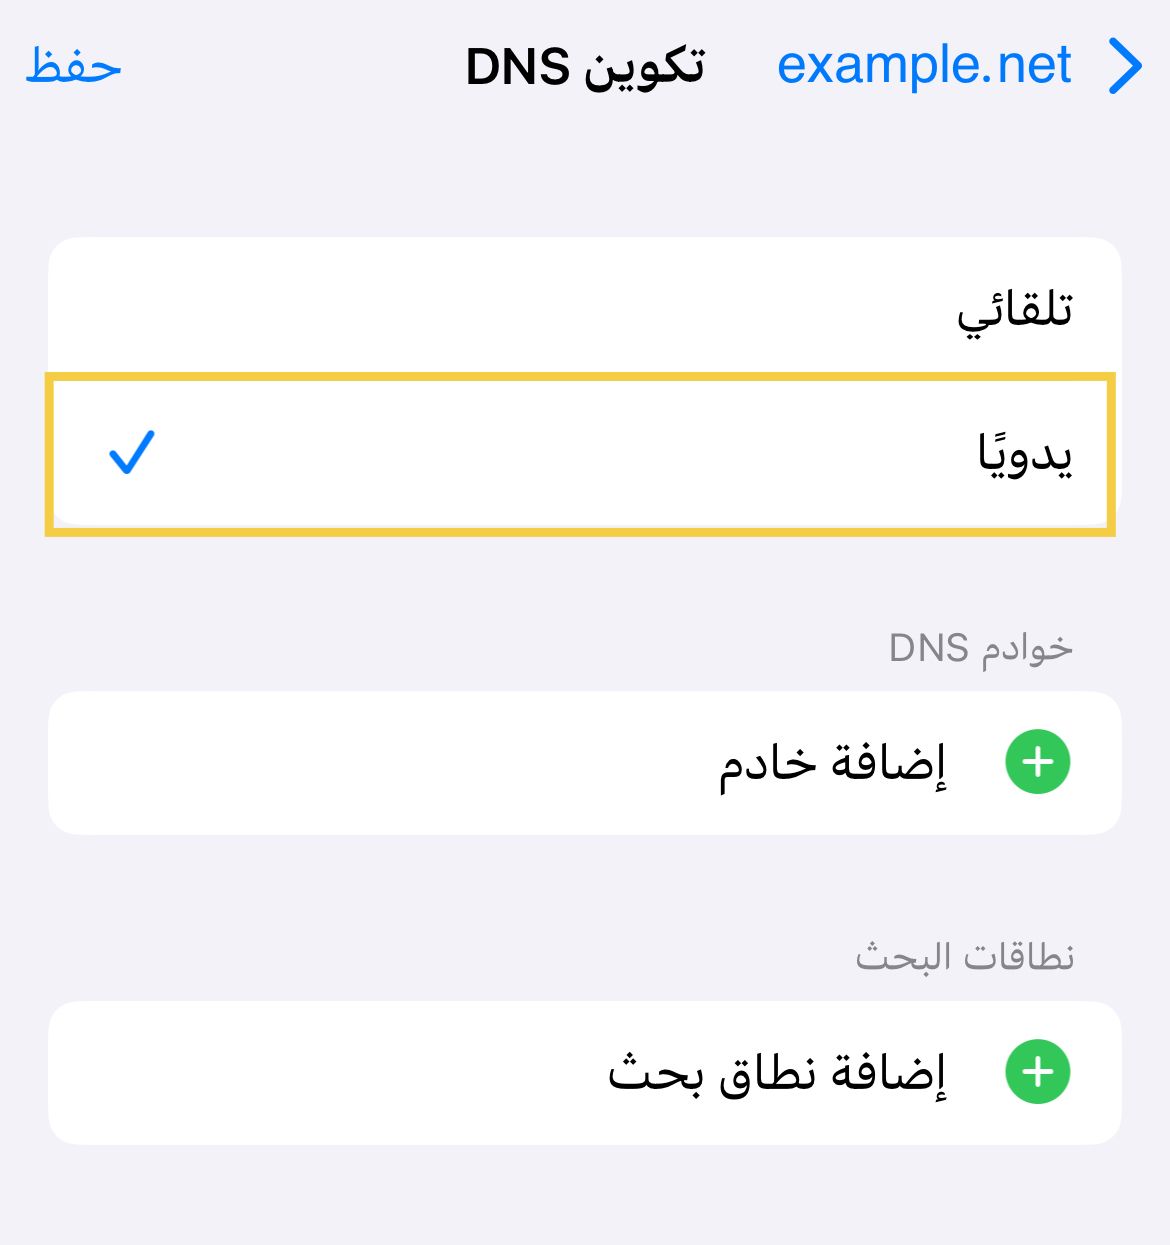 example.net
تكوين DNS
حفظ
تلقائي
يدويًا
خوادم DNS
إضافة خادم
نطاقات البحث
إضافة نطاق بحث